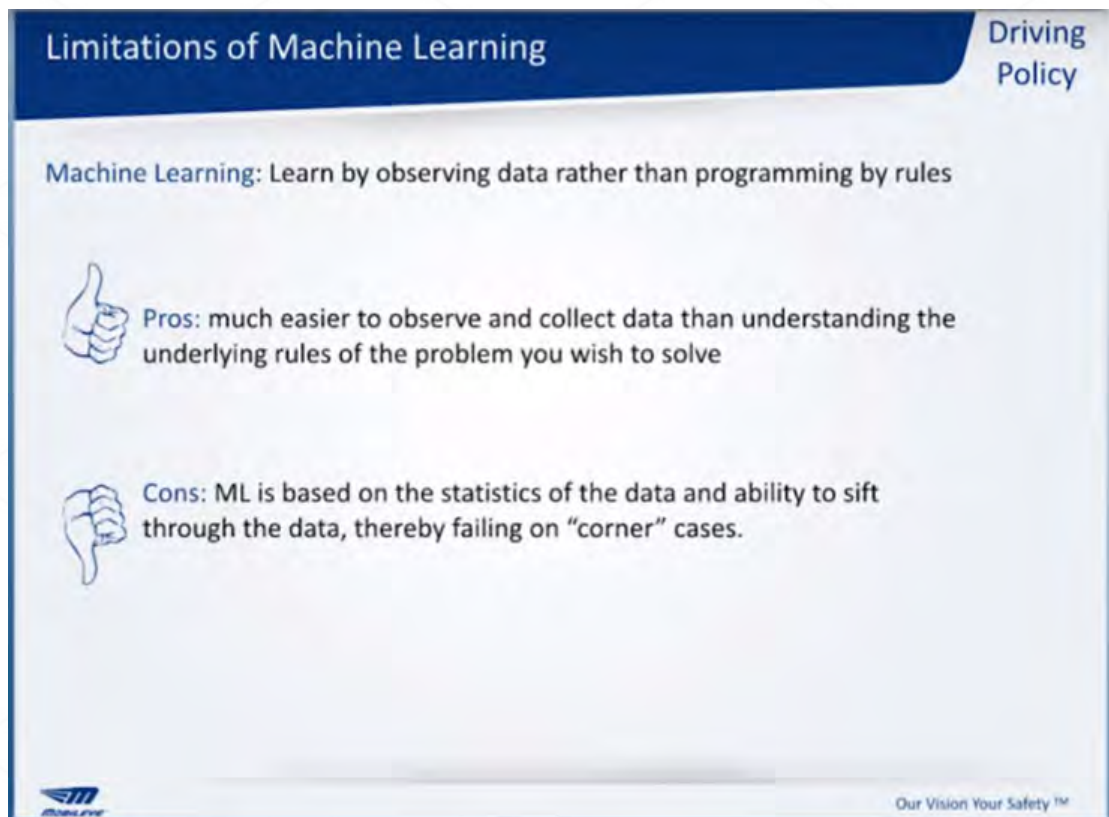 Limitations of Machine Learning
Driving
Policy
Machine Learning: Learn by observing data rather than programming by rules
Pros: much easier to observe and collect data than understanding the
underlying rules of the problem you wish to solve
Cons: ML is based on the statistics of the data and ability to sift
through the data, thereby failing on “corner” cases.
MOBILEYE
Our Vision Your Safety ™